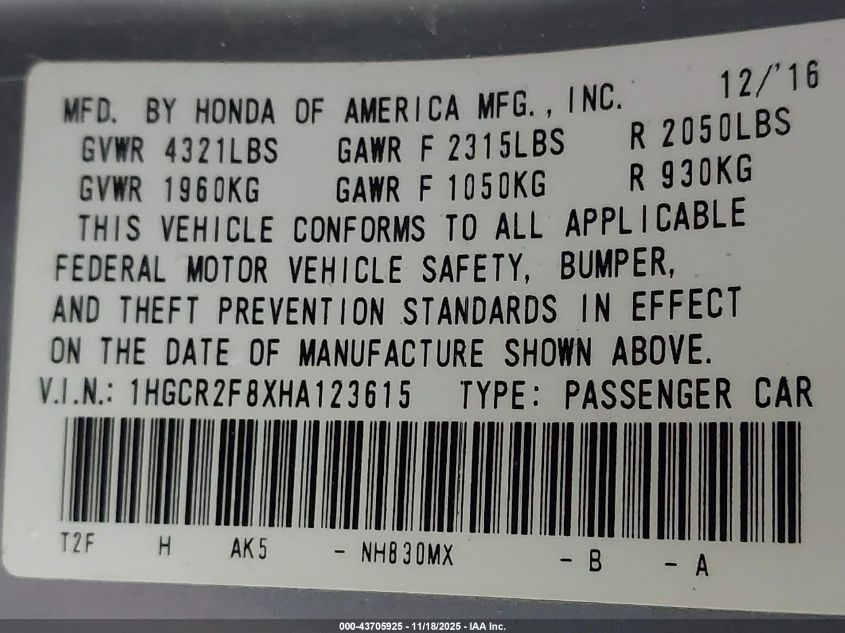 MFD. BY HONDA OF AMERICA MFG., INC. 12/'16
GVWR 4321LBS GAWR F 2315LBS R 2050LBS
GVWR 1960KG GAWR F 1050KG R 930KG
THIS VEHICLE CONFORMS TO ALL APPLICABLE
FEDERAL MOTOR VEHICLE SAFETY, BUMPER,
AND THEFT PREVENTION STANDARDS IN EFFECT
ON THE DATE OF MANUFACTURE SHOWN ABOVE.
V.I.N.: 1HGCR2F8XHA123615 TYPE: PASSENGER CAR
T2F H AK5 - NH830MX - B - A
000-43705925 - 11/18/2025 - IAA Inc.